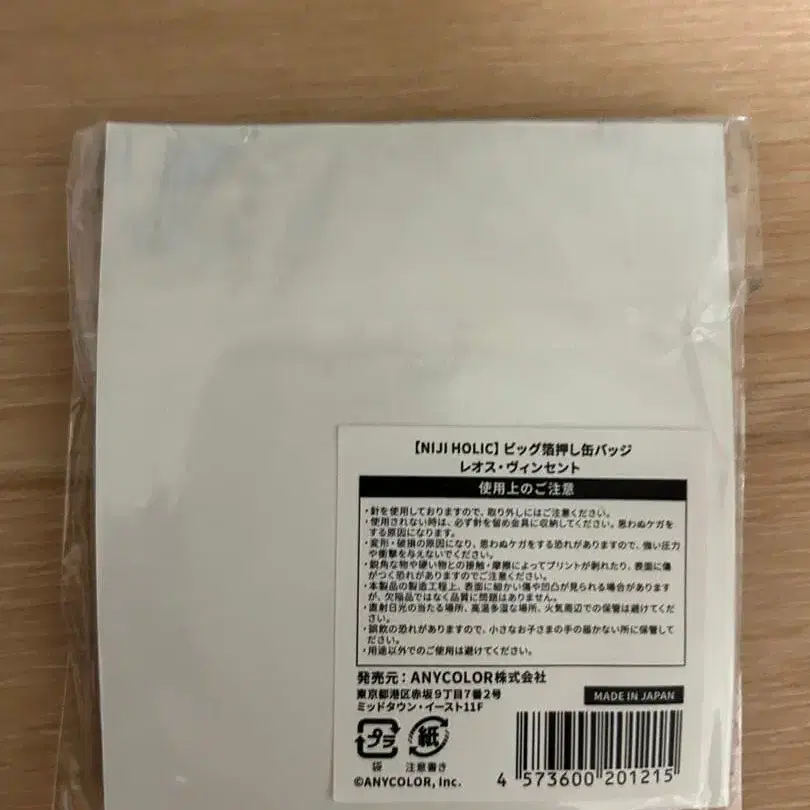 【NIJI HOLIC】ビッグ箔押し缶バッジ
レオス・ヴィンセント
使用上のご注意
・針を使用しておりますので、取り外しにはご注意ください。
・使用されない時は、必ず針を留め金具に収納してください。思わぬケガを
する原因になります。
・変形・破損の原因になり、思わぬケガをする恐れがありますので、強い圧力
や衝撃を与えないでください。
・鋭角な物や硬い物との接触・摩擦によってプリントが剥れたり、表面に傷
がつく恐れがありますのでご注意ください。
・本製品の製造工程上、表面に細かい傷や凹凸が見られる場合があります
が、欠陥品ではなく品質に問題はありません。
・直射日光の当たる場所、高温多湿な場所、火気周辺での保管は避けてくだ
さい。
・誤飲の恐れがありますので、小さなお子さまの手の届かない所に保管して
ください。
・用途以外でのご使用は避けてください。
発売元：ANYCOLOR株式会社
東京都港区赤坂9丁目7番2号
ミッドタウン・イースト11F
MADE IN JAPAN
プラ
紙
袋
注意書き
©ANYCOLOR, Inc.
4 573600 201215